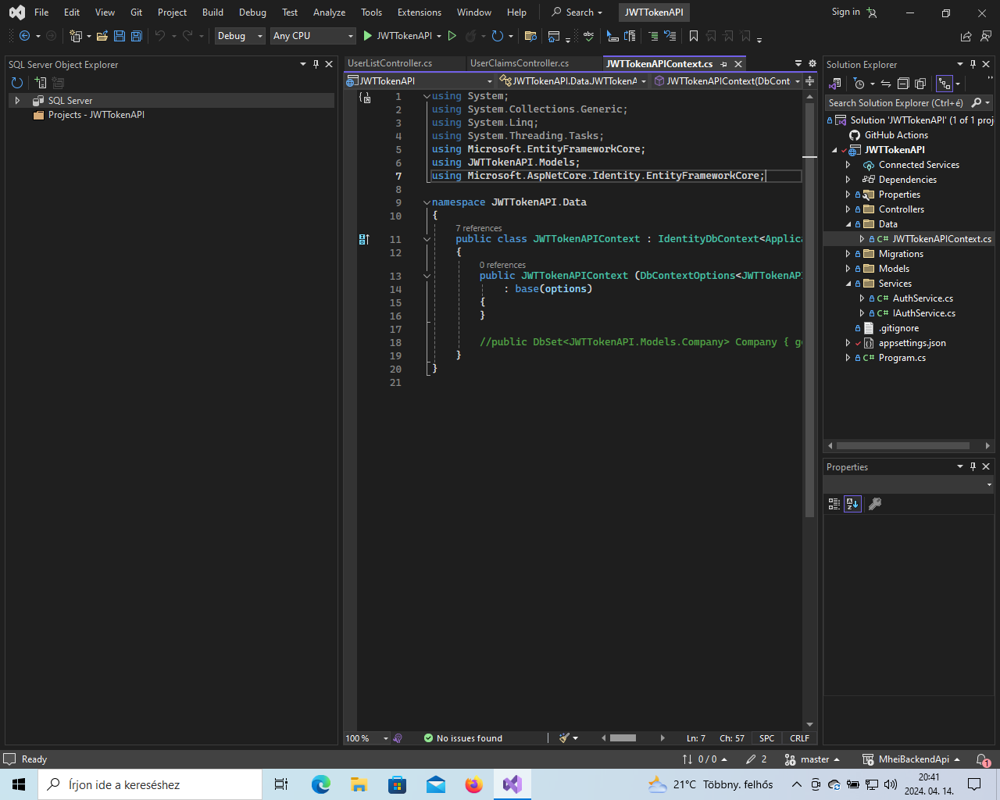 File Edit View Git Project Build Debug Test Analyze Tools Extensions Window Help Search JWTTokenAPI Sign in
Debug Any CPU JWTTokenAPI
SQL Server Object Explorer
SQL Server
Projects - JWTTokenAPI
UserListController.cs UserClaimsController.cs JWTTokenAPIContext.cs
JWTTokenAPI JWTTokenAPI.Data.JWTTokenA JWTTokenAPIContext(DbCont
1 using System;
2 using System.Collections.Generic;
3 using System.Linq;
4 using System.Threading.Tasks;
5 using Microsoft.EntityFrameworkCore;
6 using JWTTokenAPI.Models;
7 using Microsoft.AspNetCore.Identity.EntityFrameworkCore;
8
9 namespace JWTTokenAPI.Data
10 {
7 references
11 public class JWTTokenAPIContext : IdentityDbContext<Applica
12 {
0 references
13 public JWTTokenAPIContext (DbContextOptions<JWTTokenAP
14 : base(options)
15 {
16 }
17
18 //public DbSet<JWTTokenAPI.Models.Company> Company { g
19 }
20 }
21
100 % No issues found Ln: 7 Ch: 57 SPC CRLF
Solution Explorer
Search Solution Explorer (Ctrl+é)
Solution 'JWTTokenAPI' (1 of 1 proj
GitHub Actions
JWTTokenAPI
Connected Services
Dependencies
Properties
Controllers
Data
C# JWTTokenAPIContext.cs
Migrations
Models
Services
C# AuthService.cs
C# IAuthService.cs
.gitignore
appsettings.json
C# Program.cs
Properties
Ready 0 / 0 2 master MheiBackendApi 1
Írjon ide a kereséshez 21°C Többny. felhős 20:41
2024. 04. 14.